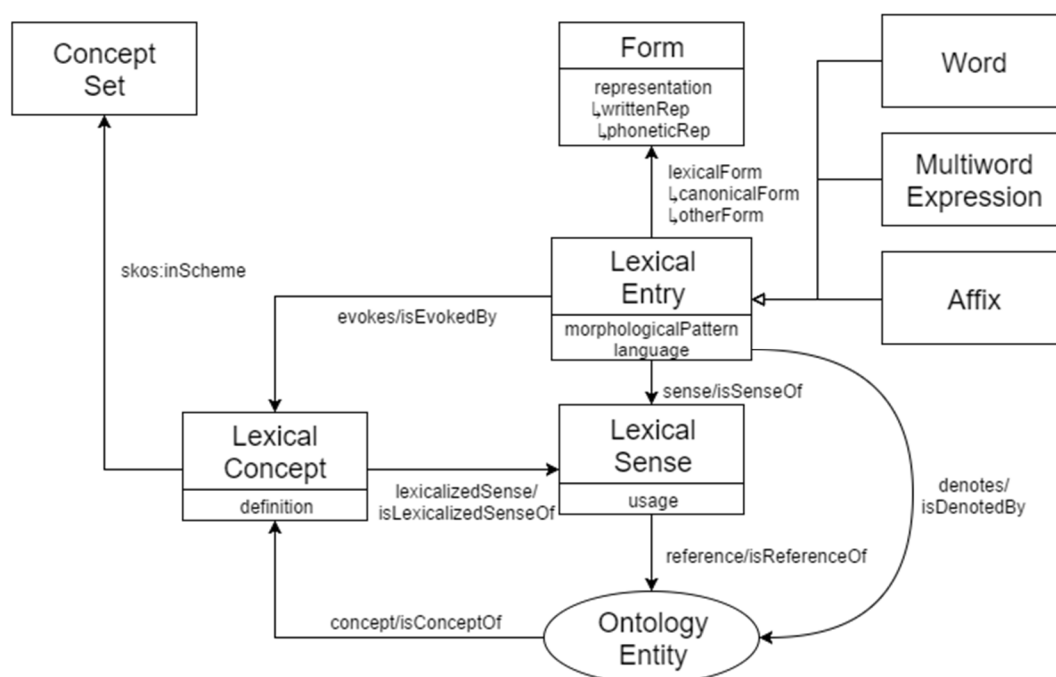 Concept
Set
Form
representation
↳writtenRep
↳phoneticRep
Word
Multiword
Expression
Affix
lexicalForm
↳canonicalForm
↳otherForm
skos:inScheme
Lexical
Entry
morphologicalPattern
language
evokes/isEvokedBy
sense/isSenseOf
Lexical
Concept
definition
lexicalizedSense/
isLexicalizedSenseOf
Lexical
Sense
usage
denotes/
isDenotedBy
reference/isReferenceOf
concept/isConceptOf
Ontology
Entity